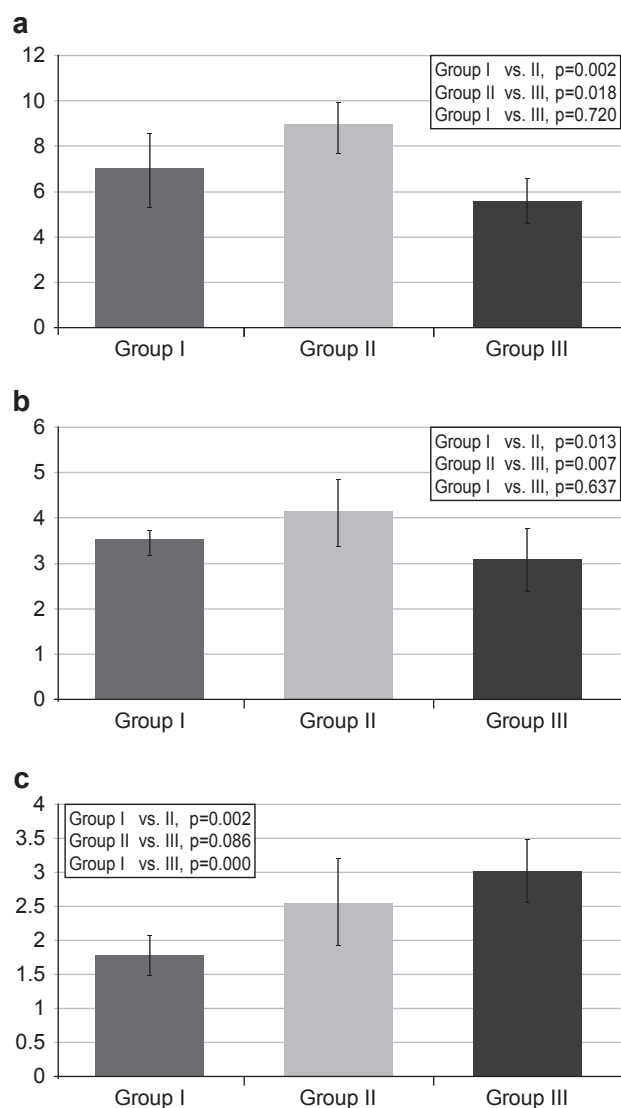 a
12
Group I vs. II, p=0.002
Group II vs. III, p=0.018
Group I vs. III, p=0.720
10
8
6
4
2
0
Group I Group II Group III
b
6
Group I vs. II, p=0.013
Group II vs. III, p=0.007
Group I vs. III, p=0.637
5
4
3
2
1
0
Group I Group II Group III
c
4
Group I vs. II, p=0.002
Group II vs. III, p=0.086
Group I vs. III, p=0.000
3.5
3
2.5
2
1.5
1
0.5
0
Group I Group II Group III